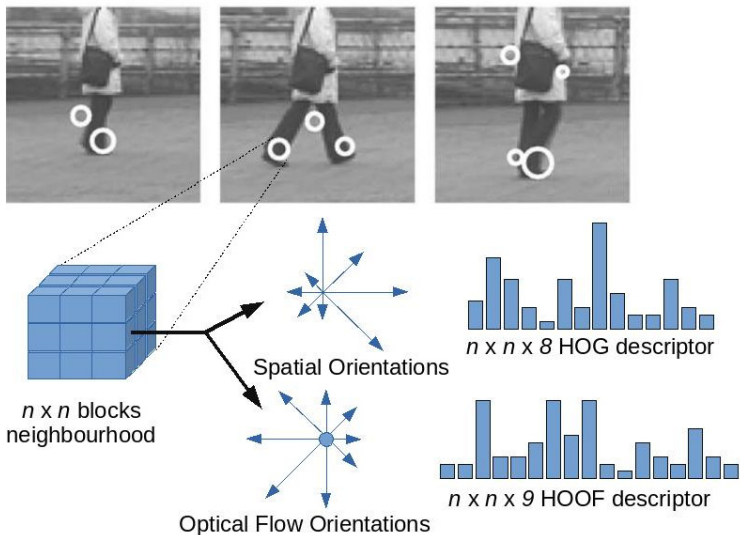 Spatial Orientations
n x n x 8 HOG descriptor
n x n blocks
neighbourhood
n x n x 9 HOOF descriptor
Optical Flow Orientations